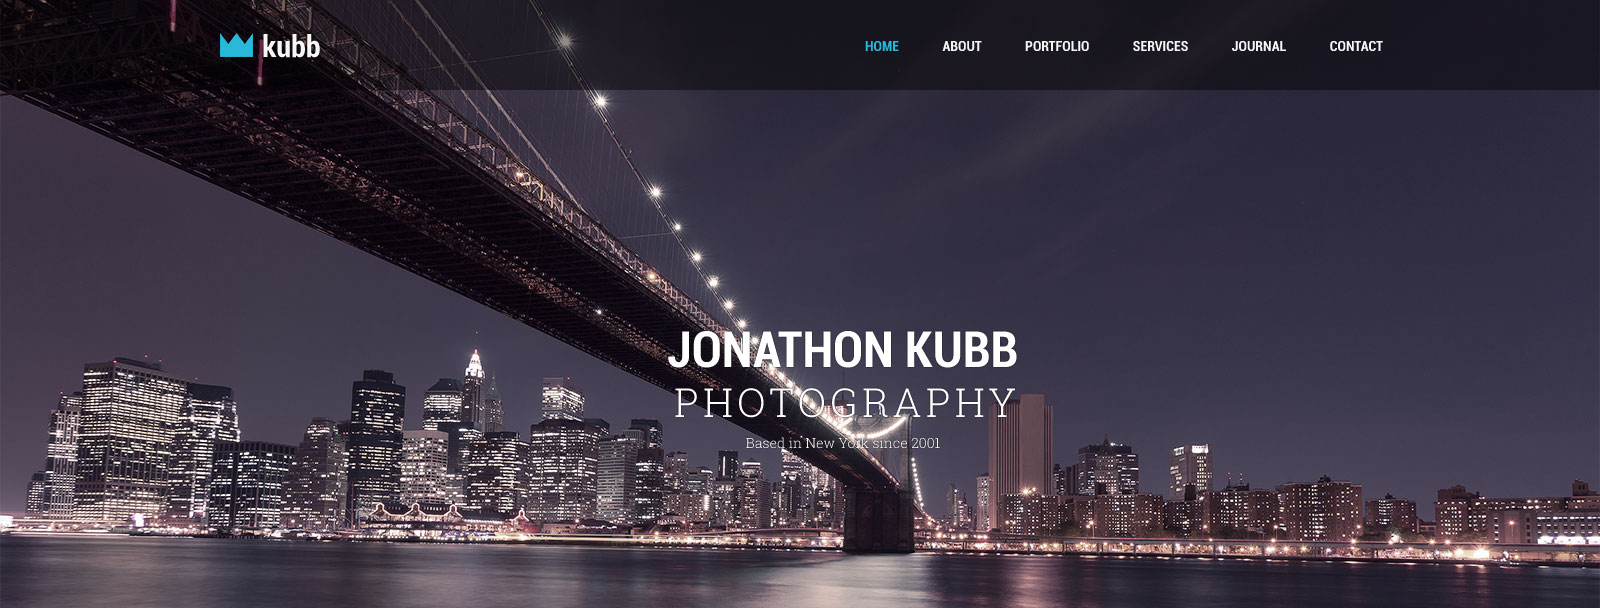 kubb
HOME ABOUT PORTFOLIO SERVICES JOURNAL CONTACT
JONATHON KUBB
PHOTOGRAPHY
Based in New York since 2001